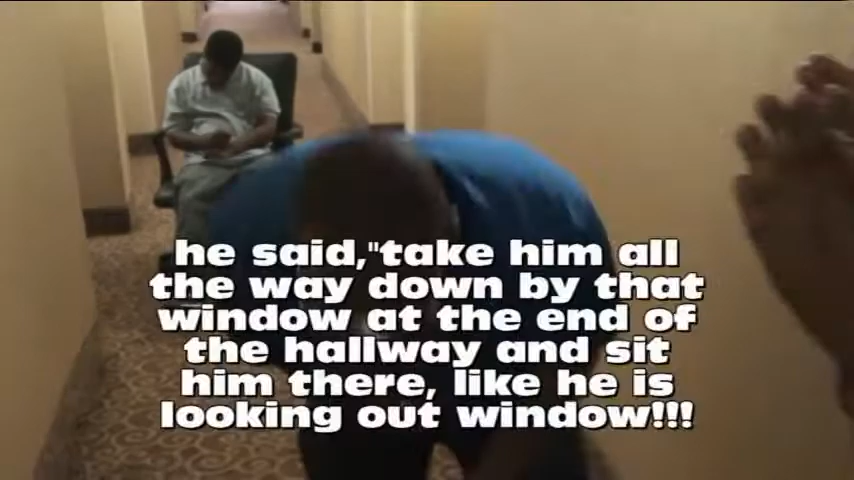 he said,"take him all
the way down by that
window at the end of
the hallway and sit
him there, like he is
looking out window!!!